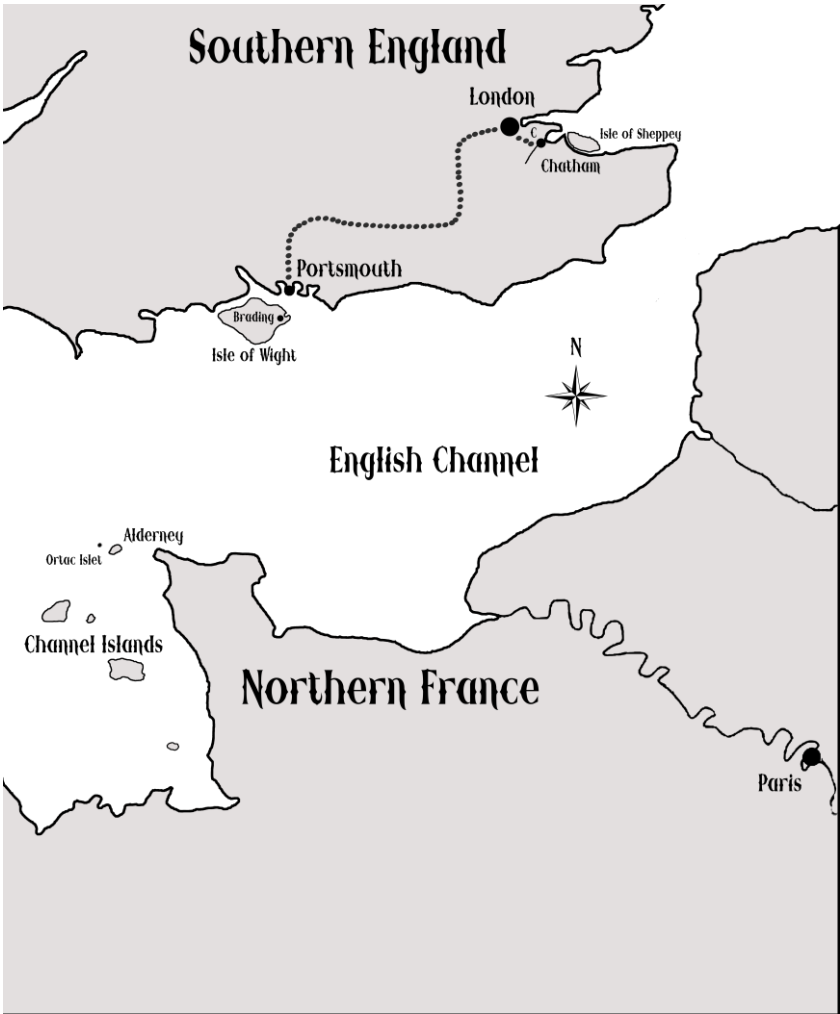 Southern England
London
C
Isle of Sheppey
Chatham
Portsmouth
Brading
Isle of Wight
N
English Channel
Alderney
Ortac Islet
Channel Islands
Northern France
Paris